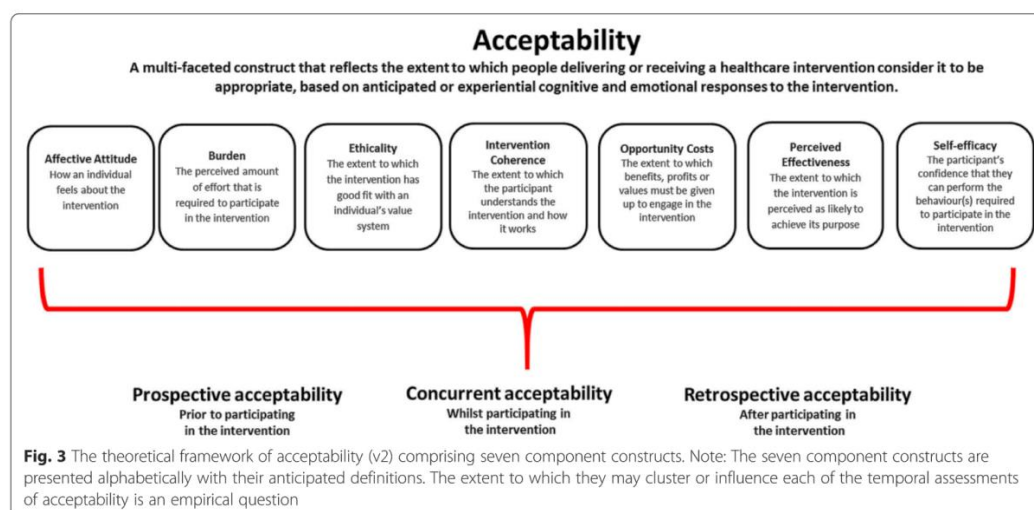 Acceptability
A multi-faceted construct that reflects the extent to which people delivering or receiving a healthcare intervention consider it to be
appropriate, based on anticipated or experiential cognitive and emotional responses to the intervention.
Affective Attitude
How an individual
feels about the
intervention
Burden
The perceived amount
of effort that is
required to participate
in the intervention
Ethicality
The extent to which
the intervention has
good fit with an
individual's value
system
Intervention
Coherence
The extent to which
the participant
understands the
intervention and how
it works
Opportunity Costs
The extent to which
benefits, profits or
values must be given
up to engage in the
intervention
Perceived
Effectiveness
The extent to which
the intervention is
perceived as likely to
achieve its purpose
Self-efficacy
The participant's
confidence that they
can perform the
behaviour(s) required
to participate in the
intervention
Prospective acceptability
Prior to participating
in the intervention
Concurrent acceptability
Whilst participating in
the intervention
Retrospective acceptability
After participating in
the intervention
Fig. 3 The theoretical framework of acceptability (v2) comprising seven component constructs. Note: The seven component constructs are
presented alphabetically with their anticipated definitions. The extent to which they may cluster or influence each of the temporal assessments
of acceptability is an empirical question